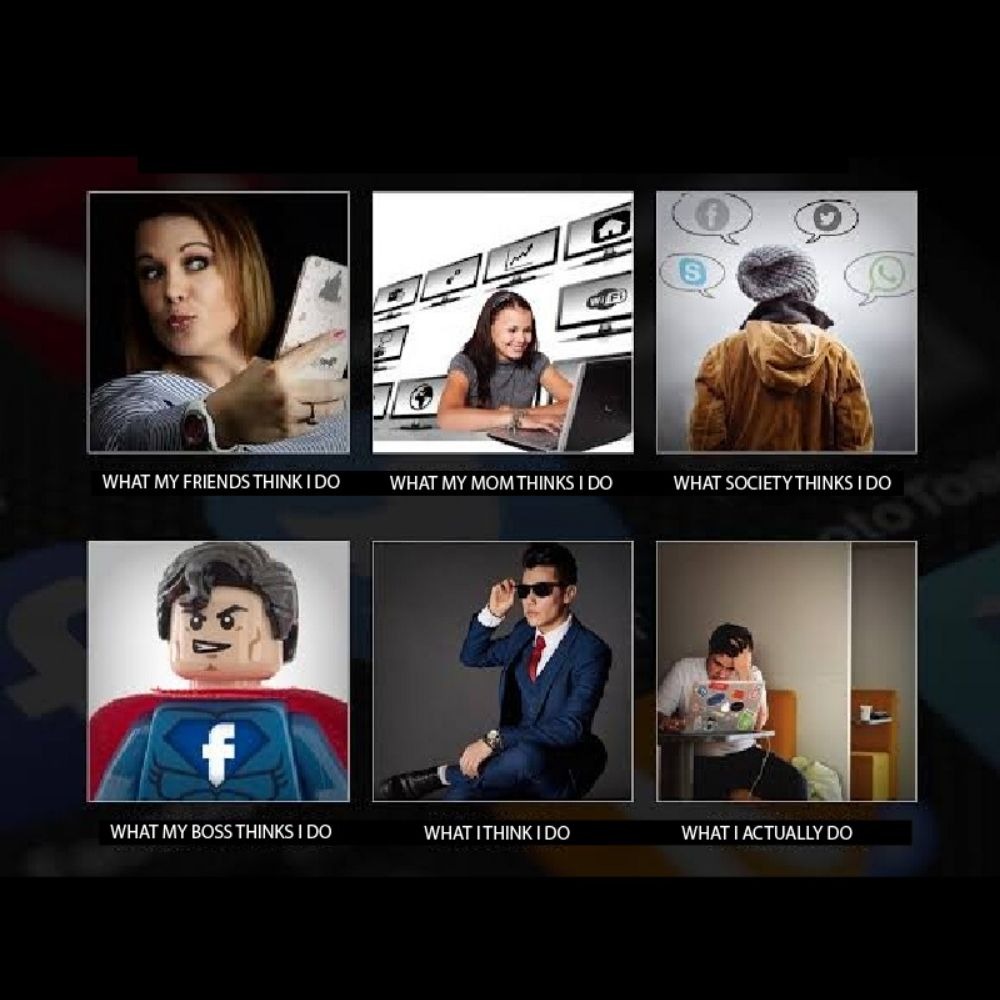 WiFi
WHAT MY FRIENDS THINK I DO
WHAT MY MOM THINKS I DO
WHAT SOCIETY THINKS I DO
f
WHAT MY BOSS THINKS I DO
WHAT I THINK I DO
WHAT I ACTUALLY DO